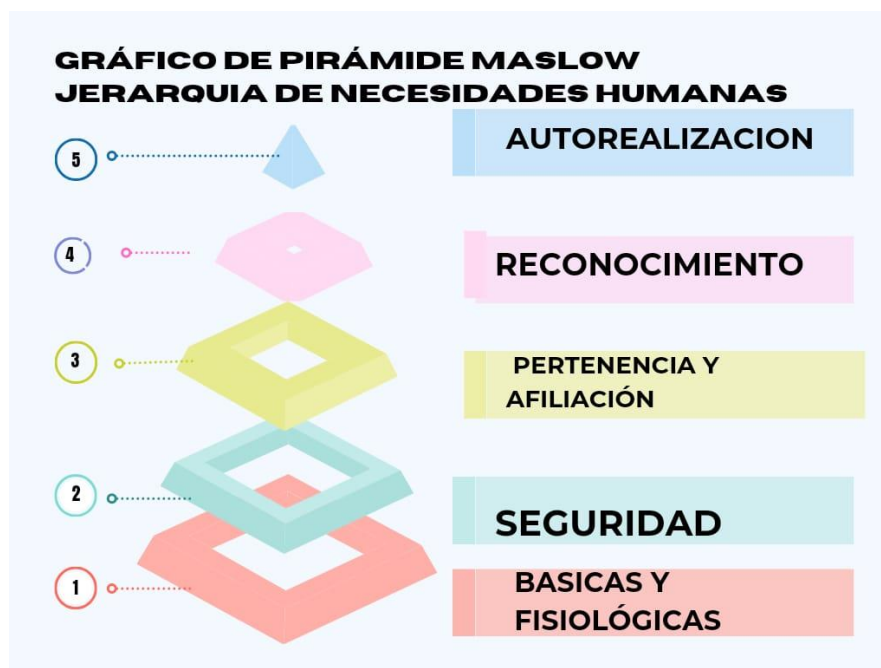 GRÁFICO DE PIRÁMIDE MASLOW
JERARQUIA DE NECESIDADES HUMANAS
5
AUTOREALIZACION
4
RECONOCIMIENTO
3
PERTENENCIA Y
AFILIACIÓN
2
SEGURIDAD
1
BASICAS Y
FISIOLÓGICAS